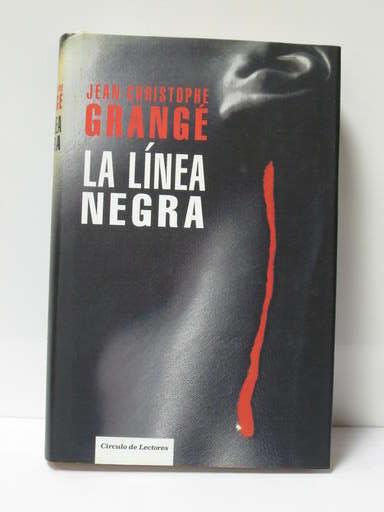 JEAN CHRISTOPHE
GRANGÉ
LA LÍNEA
NEGRA
Círculo de Lectores